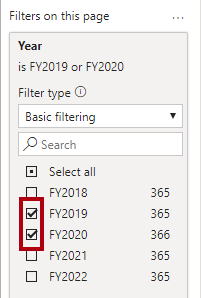 Filters on this page ...
Year
is FY2019 or FY2020
Filter type
Basic filtering
Search
Select all
FY2018 365
FY2019 365
FY2020 366
FY2021 365
FY2022 365